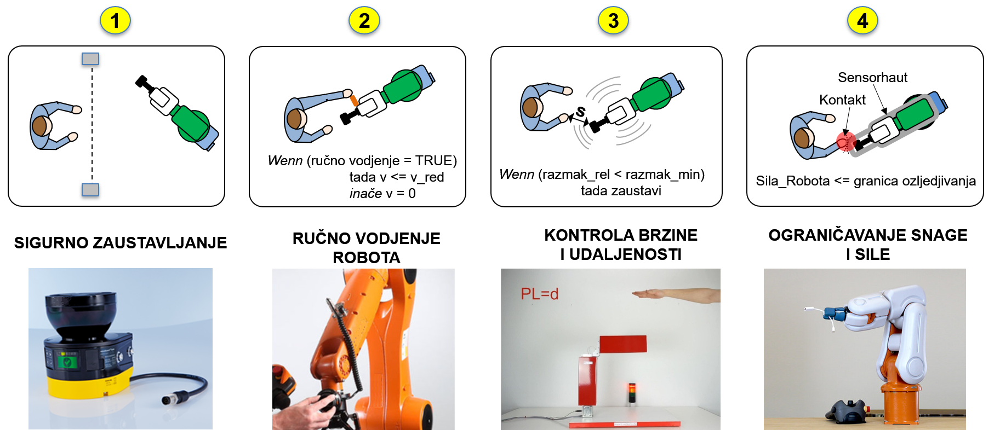 1
2
3
4
Wenn (ručno vodjenje = TRUE)
tada v <= v_red
inače v = 0
s
Wenn (razmak_rel < razmak_min)
tada zaustavi
Sensorhaut
Kontakt
Sila_Robota <= granica ozljedjivanja
SIGURNO ZAUSTAVLJANJE
RUČNO VODJENJE
ROBOTA
KONTROLA BRZINE
I UDALJENOSTI
OGRANIČAVANJE SNAGE
I SILE
PL=d